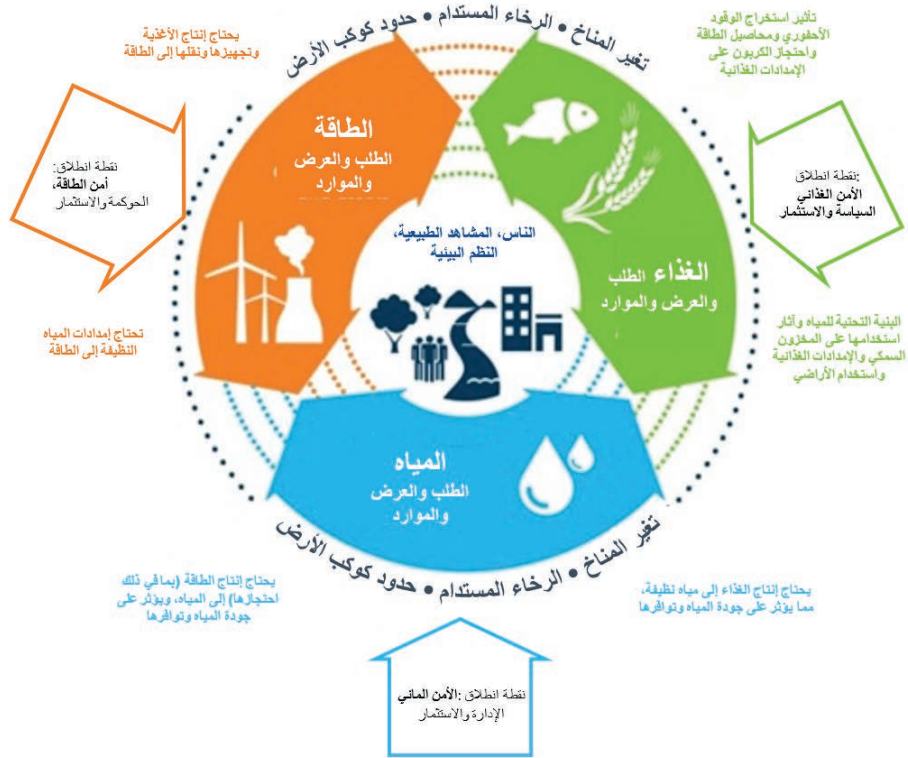 تغير المناخ • الرخاء المستدام • حدود كوكب الأرض
يحتاج إنتاج الأغذية
وتجهيزها ونقلها إلى الطاقة
تأثير استخراج الوقود
الأحفوري ومحاصيل الطاقة
واحتجاز الكربون على
الإمدادات الغذائية
الطاقة
الطلب والعرض
والموارد
نقطة انطلاق:
أمن الطاقة،
الحوكمة والاستثمار
نقطة انطلاق:
الأمن الغذائي
السياسة والاستثمار
الناس، المشاهد الطبيعية،
النظم البيئية
الغذاء الطلب
والعرض والموارد
تحتاج إمدادات المياه
النظيفة إلى الطاقة
البنية التحتية للمياه وآثار
استخدامها على المخزون
السمكي والإمدادات الغذائية
وأستخدام الأراضي
المياه
الطلب والعرض
والموارد
تغير المناخ • الرخاء المستدام • حدود كوكب الأرض
يحتاج إنتاج الطاقة (بما في ذلك
احتجازها) إلى المياه، ويؤثر على
جودة المياه وتوافرها
يحتاج إنتاج الغذاء إلى مياه نظيفة،
مما يؤثر على جودة المياه وتوافرها
نقطة انطلاق :الأمن المائي
الإدارة والاستثمار